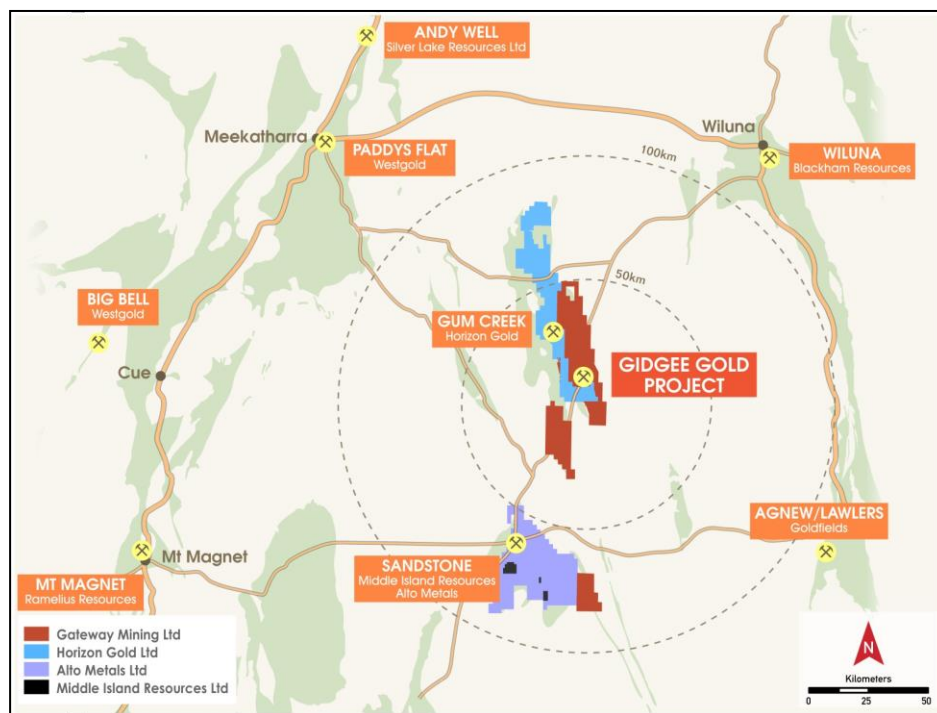 ANDY WELL
Silver Lake Resources Ltd
Meekatharra
PADDYS FLAT
Westgold
Wiluna
WILUNA
Blackham Resources
100km
50km
BIG BELL
Westgold
GUM CREEK
Horizon Gold
GIDGEE GOLD
PROJECT
Cue
AGNEW/LAWLERS
Goldfields
SANDSTONE
Middle Island Resources
Alto Metals
Mt Magnet
MT MAGNET
Ramelius Resources
Gateway Mining Ltd
Horizon Gold Ltd
Alto Metals Ltd
Middle Island Resources Ltd
N
Kilometers
0 25 50